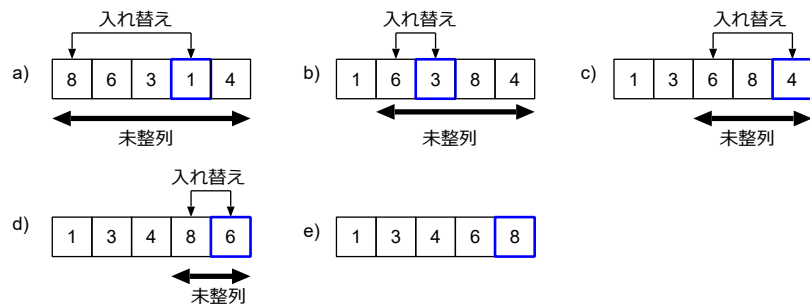 入れ替え
a) 8 6 3 1 4
未整列
入れ替え
b) 1 6 3 8 4
未整列
入れ替え
c) 1 3 6 8 4
未整列
入れ替え
d) 1 3 4 8 6
未整列
e) 1 3 4 6 8